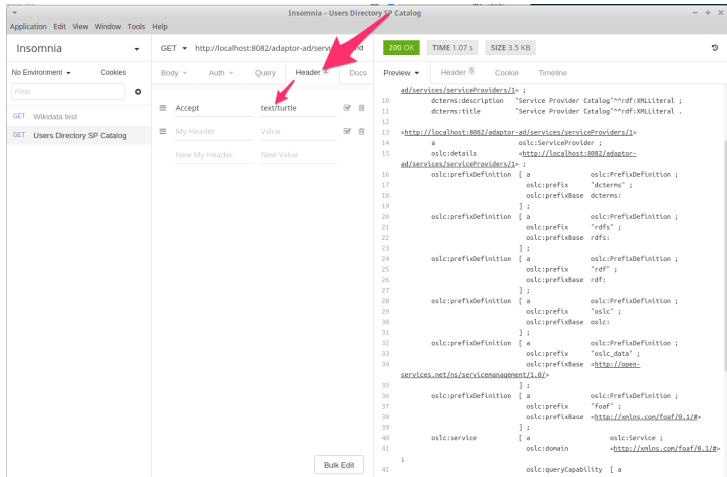 Insomnia – Users Directory SP Catalog
Application Edit View Window Tools Help
Insomnia
No Environment Cookies
Filter
GET Wikidata test
GET Users Directory SP Catalog
GET http://localhost:8082/adaptor-ad/servi
Body Auth Query Header Docs
Accept text/turtle
My-Header Value
New My-Header New Value
Bulk Edit
200 OK TIME 1.07 s SIZE 3.5 KB
Preview Header 5 Cookie Timeline
ad/services/serviceProviders/1> ;
10 dcterms:description "Service Provider Catalog"^^rdf:XMLLiteral ;
11 dcterms:title "Service Provider Catalog"^^rdf:XMLLiteral .
12
13 <http://localhost:8082/adaptor-ad/services/serviceProviders/1>
14 a oslc:ServiceProvider ;
15 oslc:details <http://localhost:8082/adaptor-
ad/services/serviceProviders/1> ;
16 oslc:prefixDefinition [ a oslc:PrefixDefinition ;
17 oslc:prefix "dcterms" ;
18 oslc:prefixBase dcterms:
19 ] ;
20 oslc:prefixDefinition [ a oslc:PrefixDefinition ;
21 oslc:prefix "rdfs" ;
22 oslc:prefixBase rdfs:
23 ] ;
24 oslc:prefixDefinition [ a oslc:PrefixDefinition ;
25 oslc:prefix "rdf" ;
26 oslc:prefixBase rdf:
27 ] ;
28 oslc:prefixDefinition [ a oslc:PrefixDefinition ;
29 oslc:prefix "oslc" ;
30 oslc:prefixBase oslc:
31 ] ;
32 oslc:prefixDefinition [ a oslc:PrefixDefinition ;
33 oslc:prefix "oslc_data" ;
34 oslc:prefixBase <http://open-
services.net/ns/servicemanagement/1.0/>
35 ] ;
36 oslc:prefixDefinition [ a oslc:PrefixDefinition ;
37 oslc:prefix "foaf" ;
38 oslc:prefixBase <http://xmlns.com/foaf/0.1/#>
39 ] ;
40 oslc:service [ a oslc:Service ;
41 oslc:domain <http://xmlns.com/foaf/0.1/#>
;
42 oslc:queryCapability [ a